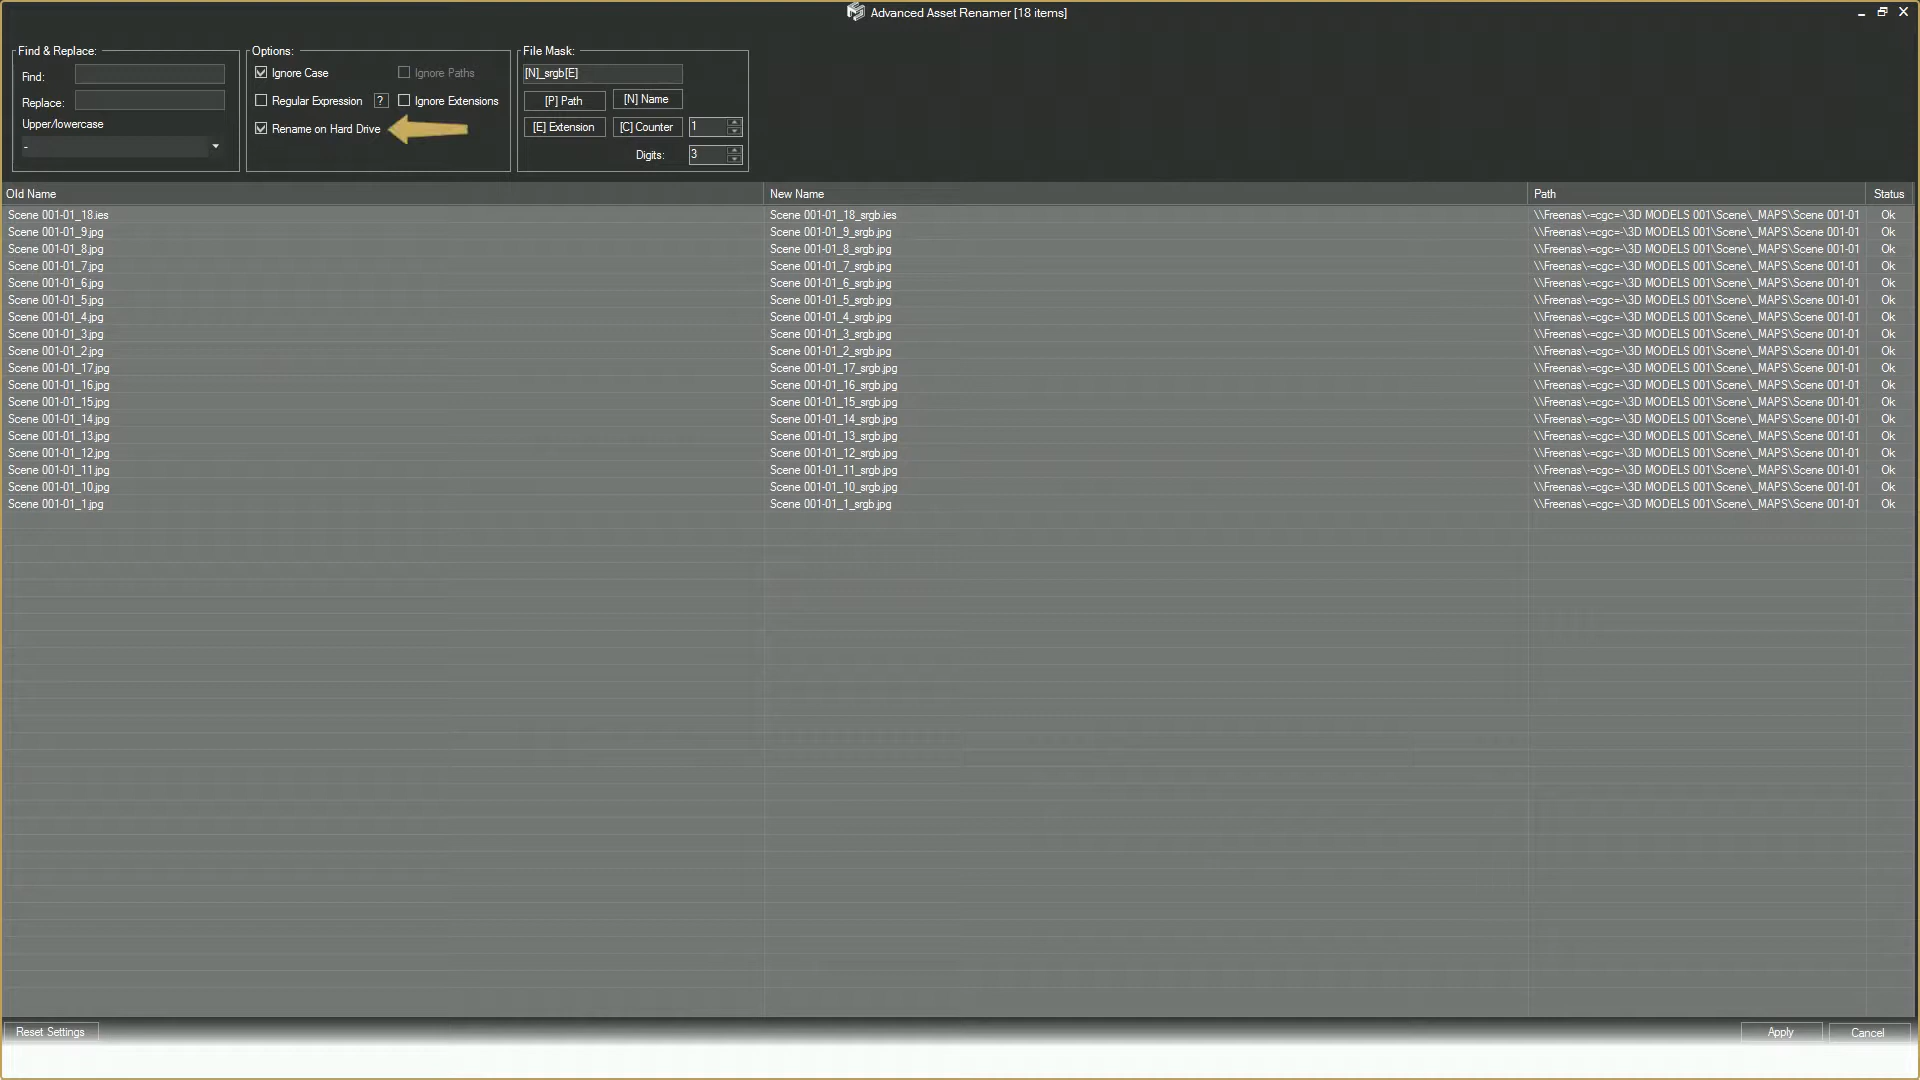 Advanced Asset Renamer [18 items]
Find & Replace:
Find:
Replace:
Upper/lowercase
-
Options:
Ignore Case
Ignore Paths
Regular Expression
?
Ignore Extensions
Rename on Hard Drive
File Mask:
[N]_srgb[E]
[P] Path
[N] Name
[E] Extension
[C] Counter
1
Digits:
3
Old Name New Name Path Status
Scene 001-01_18.ies Scene 001-01_18_srgb.ies \\Freenas\-=cgc=-\3D MODELS 001\Scene\_MAPS\Scene 001-01 Ok
Scene 001-01_9.jpg Scene 001-01_9_srgb.jpg \\Freenas\-=cgc=-\3D MODELS 001\Scene\_MAPS\Scene 001-01 Ok
Scene 001-01_8.jpg Scene 001-01_8_srgb.jpg \\Freenas\-=cgc=-\3D MODELS 001\Scene\_MAPS\Scene 001-01 Ok
Scene 001-01_7.jpg Scene 001-01_7_srgb.jpg \\Freenas\-=cgc=-\3D MODELS 001\Scene\_MAPS\Scene 001-01 Ok
Scene 001-01_6.jpg Scene 001-01_6_srgb.jpg \\Freenas\-=cgc=-\3D MODELS 001\Scene\_MAPS\Scene 001-01 Ok
Scene 001-01_5.jpg Scene 001-01_5_srgb.jpg \\Freenas\-=cgc=-\3D MODELS 001\Scene\_MAPS\Scene 001-01 Ok
Scene 001-01_4.jpg Scene 001-01_4_srgb.jpg \\Freenas\-=cgc=-\3D MODELS 001\Scene\_MAPS\Scene 001-01 Ok
Scene 001-01_3.jpg Scene 001-01_3_srgb.jpg \\Freenas\-=cgc=-\3D MODELS 001\Scene\_MAPS\Scene 001-01 Ok
Scene 001-01_2.jpg Scene 001-01_2_srgb.jpg \\Freenas\-=cgc=-\3D MODELS 001\Scene\_MAPS\Scene 001-01 Ok
Scene 001-01_17.jpg Scene 001-01_17_srgb.jpg \\Freenas\-=cgc=-\3D MODELS 001\Scene\_MAPS\Scene 001-01 Ok
Scene 001-01_16.jpg Scene 001-01_16_srgb.jpg \\Freenas\-=cgc=-\3D MODELS 001\Scene\_MAPS\Scene 001-01 Ok
Scene 001-01_15.jpg Scene 001-01_15_srgb.jpg \\Freenas\-=cgc=-\3D MODELS 001\Scene\_MAPS\Scene 001-01 Ok
Scene 001-01_14.jpg Scene 001-01_14_srgb.jpg \\Freenas\-=cgc=-\3D MODELS 001\Scene\_MAPS\Scene 001-01 Ok
Scene 001-01_13.jpg Scene 001-01_13_srgb.jpg \\Freenas\-=cgc=-\3D MODELS 001\Scene\_MAPS\Scene 001-01 Ok
Scene 001-01_12.jpg Scene 001-01_12_srgb.jpg \\Freenas\-=cgc=-\3D MODELS 001\Scene\_MAPS\Scene 001-01 Ok
Scene 001-01_11.jpg Scene 001-01_11_srgb.jpg \\Freenas\-=cgc=-\3D MODELS 001\Scene\_MAPS\Scene 001-01 Ok
Scene 001-01_10.jpg Scene 001-01_10_srgb.jpg \\Freenas\-=cgc=-\3D MODELS 001\Scene\_MAPS\Scene 001-01 Ok
Scene 001-01_1.jpg Scene 001-01_1_srgb.jpg \\Freenas\-=cgc=-\3D MODELS 001\Scene\_MAPS\Scene 001-01 Ok
Reset Settings
Apply
Cancel